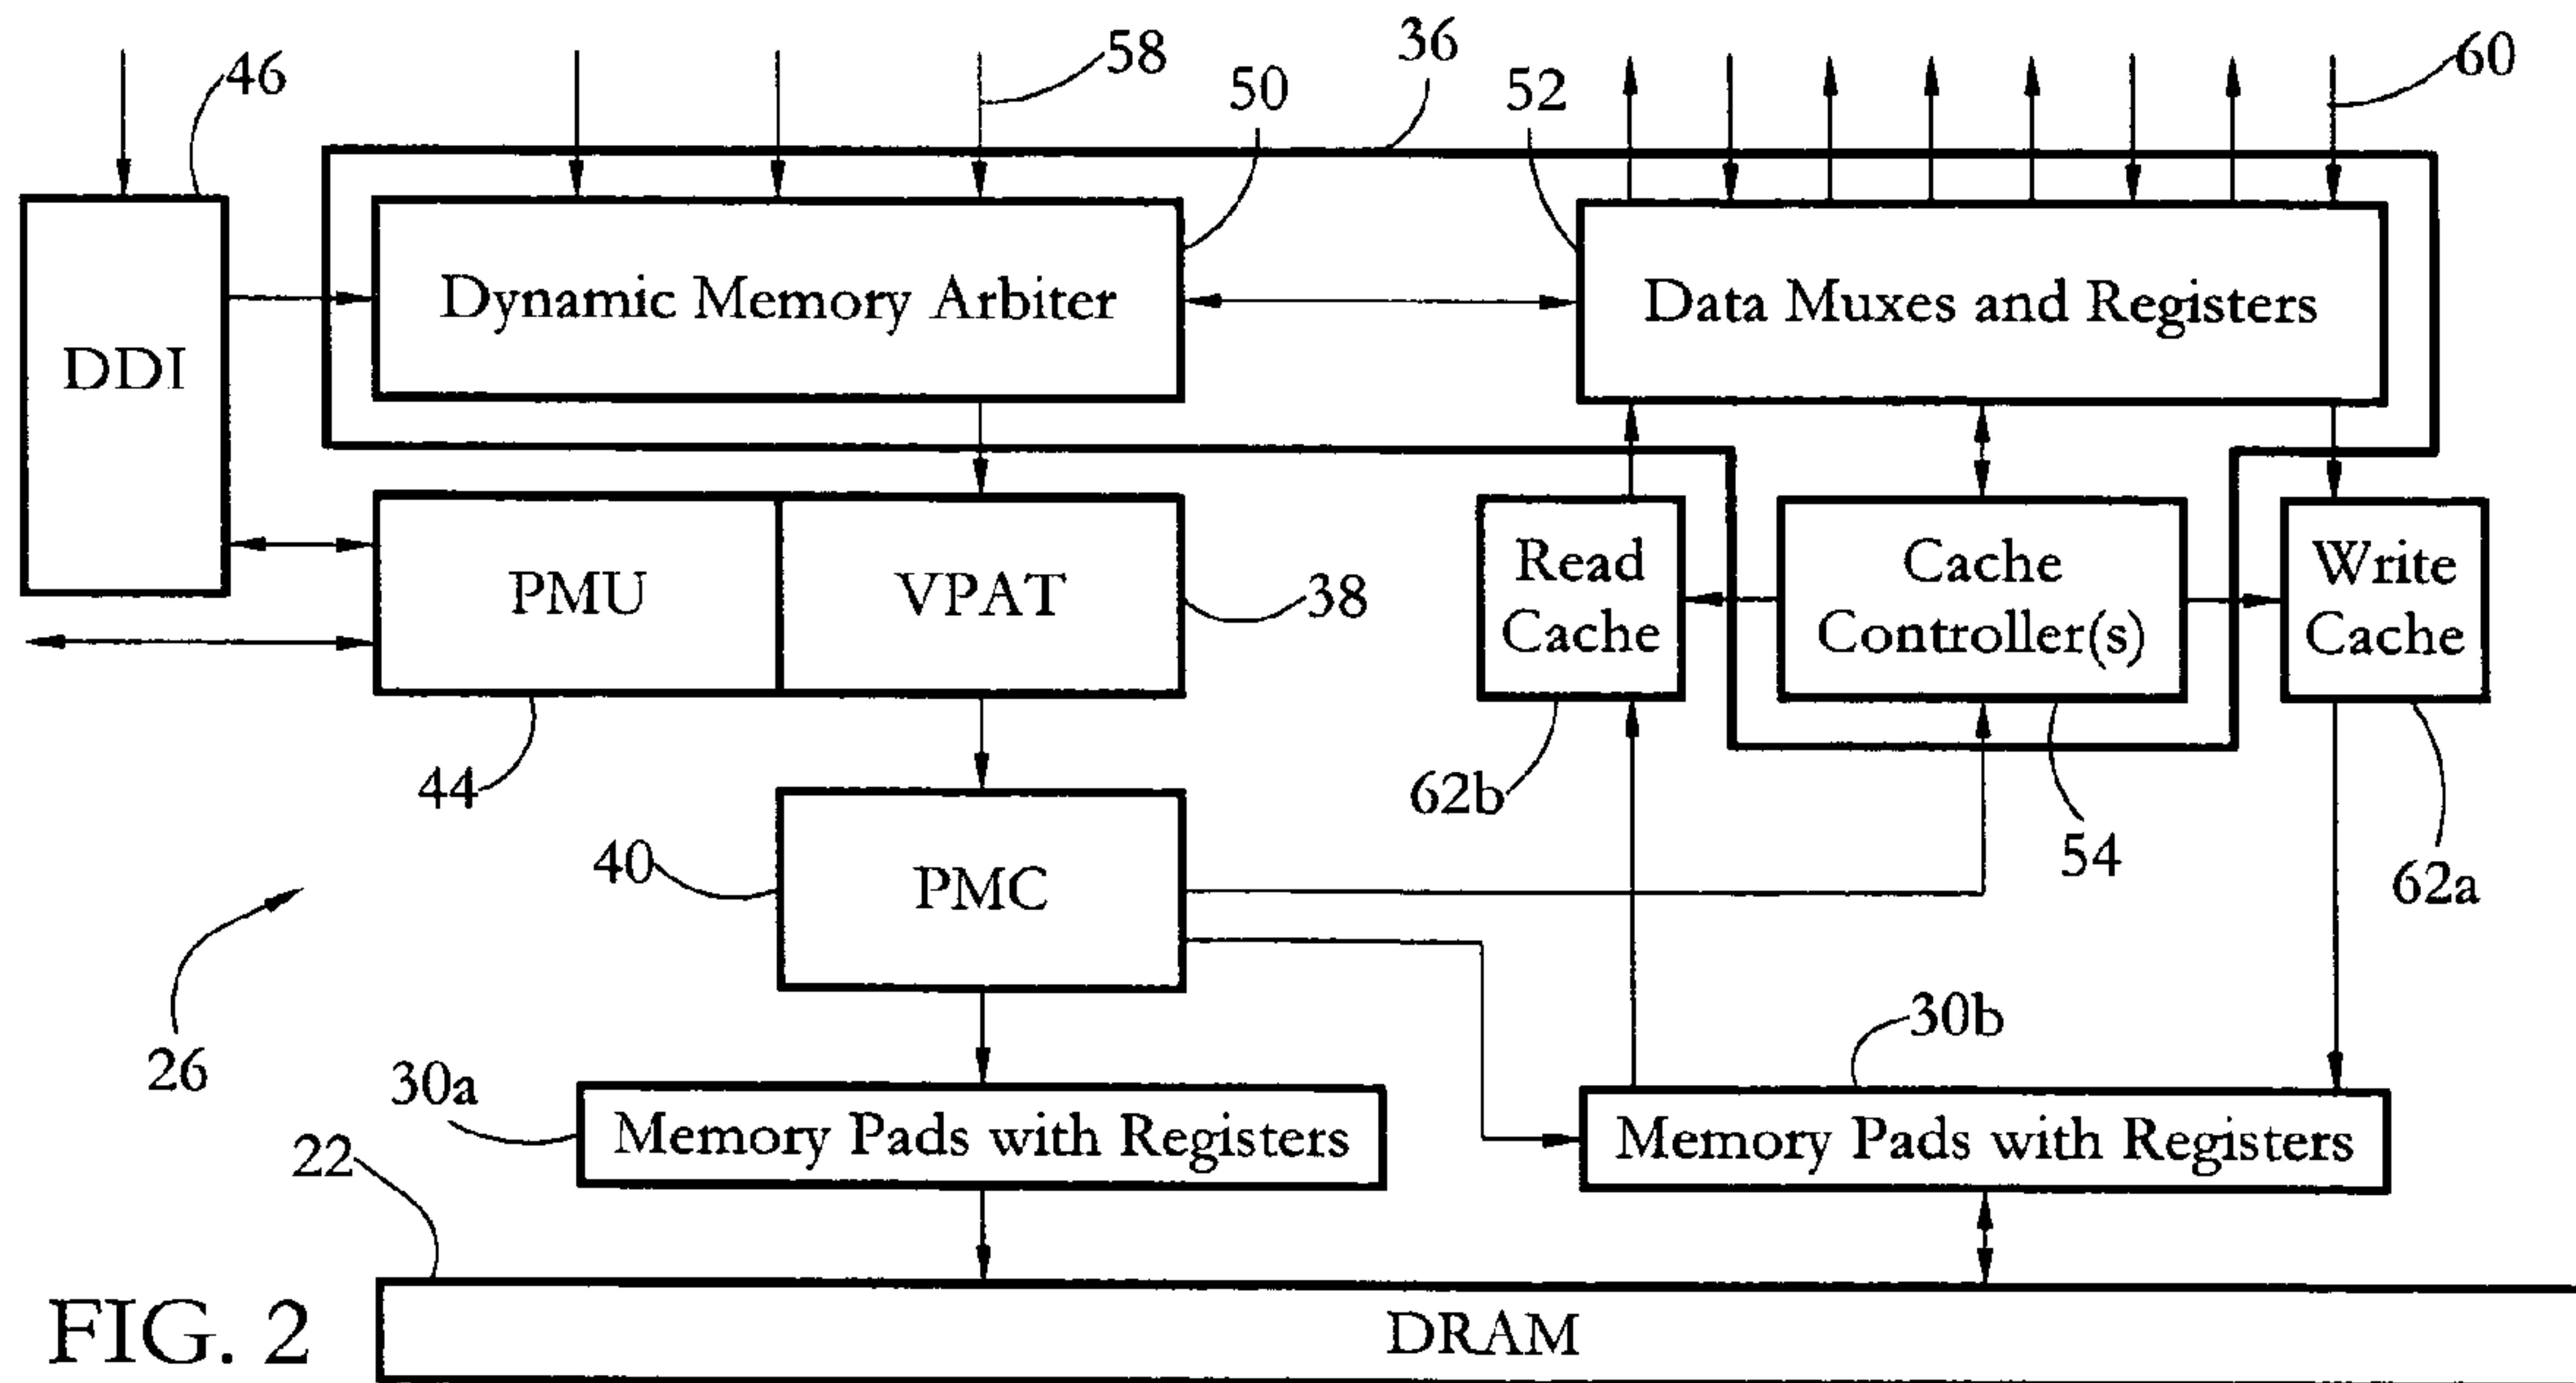 58
36
46
50
52
60
Dynamic Memory Arbiter
Data Muxes and Registers
DDI
PMU
VPAT
38
Read
Cache
Cache
Controller(s)
Write
Cache
44
62b
54
62a
40
PMC
26
30a
30b
Memory Pads with Registers
Memory Pads with Registers
22
DRAM
FIG. 2